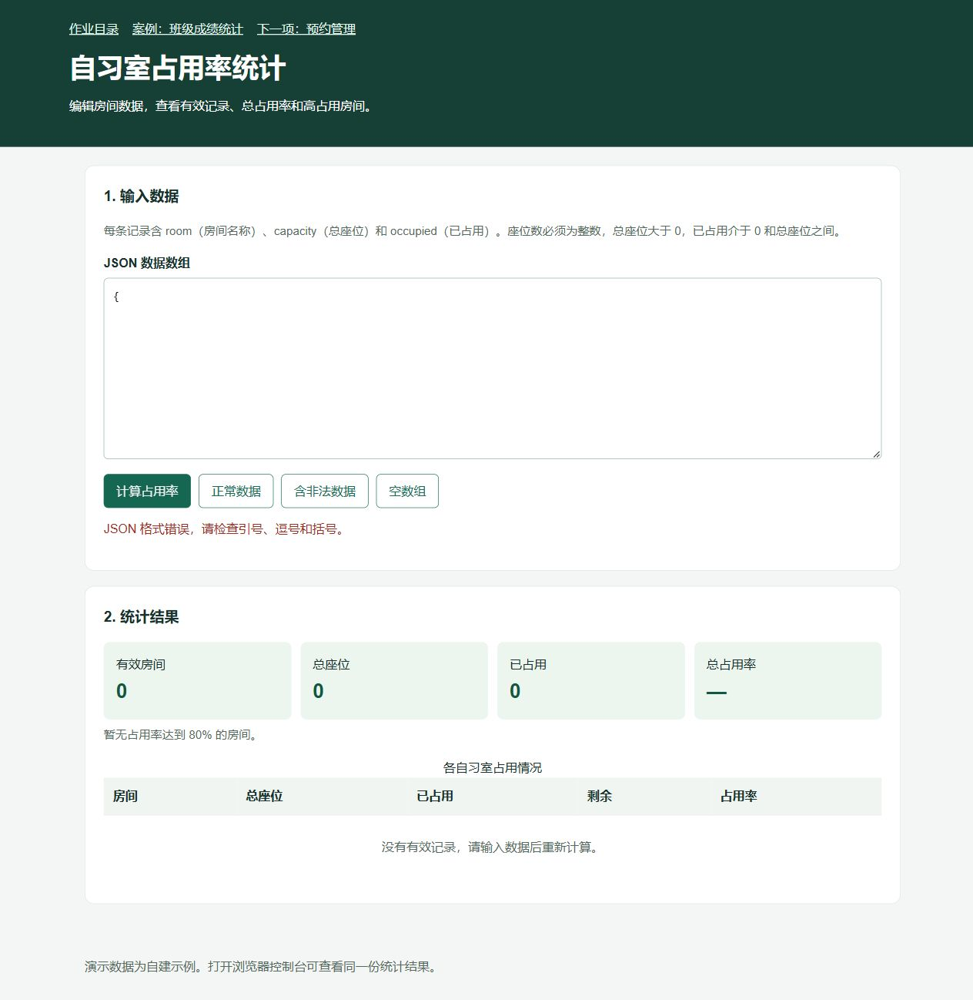 作业目录 案例：班级成绩统计 下一项：预约管理
自习室占用率统计
编辑房间数据，查看有效记录、总占用率和高占用房间。
1. 输入数据
每条记录含 room（房间名称）、capacity（总座位）和 occupied（已占用）。座位数必须为整数，总座位大于 0，已占用介于 0 和总座位之间。
JSON 数据数组
{
计算占用率 正常数据 含非法数据 空数组
JSON 格式错误，请检查引号、逗号和括号。
2. 统计结果
有效房间 总座位 已占用 总占用率
0 0 0 —
暂无占用率达到 80% 的房间。
各自习室占用情况
房间 总座位 已占用 剩余 占用率
没有有效记录，请输入数据后重新计算。
演示数据为自建示例。打开浏览器控制台可查看同一份统计结果。